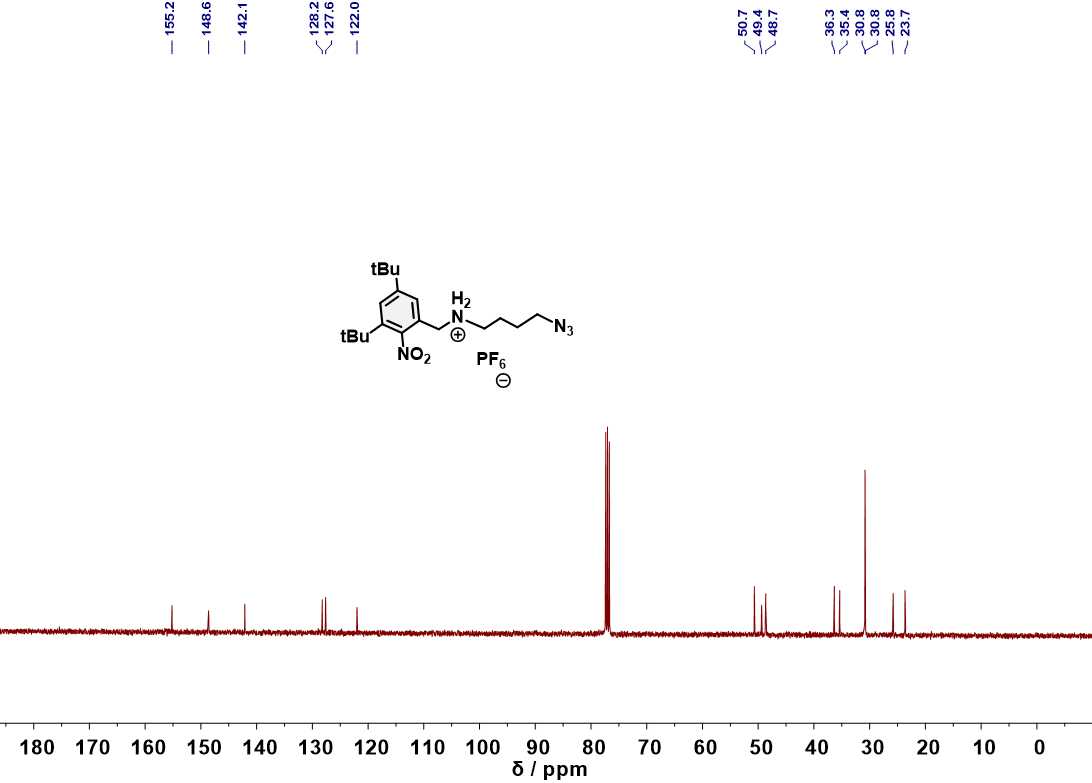 155.2
148.6
142.1
128.2
127.6
122.0
50.7
49.4
48.7
36.3
35.4
30.8
30.8
25.8
23.7
tBu
H₂
N
⊕
N₃
tBu
NO₂
PF₆
⊖
180 170 160 150 140 130 120 110 100 90 80 70 60 50 40 30 20 10 0
δ / ppm